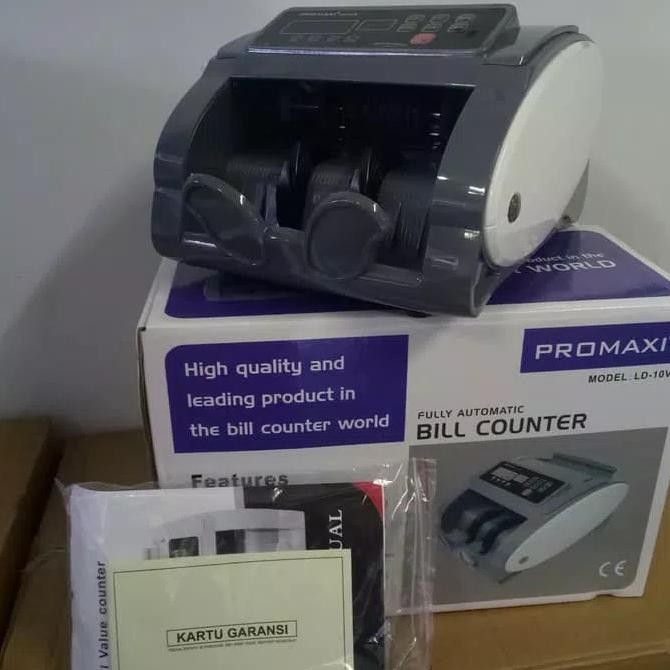 PROMAXI
product in the
WORLD
High quality and
leading product in
the bill counter world
PROMAXI
MODEL: LD-10V
FULLY AUTOMATIC
BILL COUNTER
Features
UAL
Value counter
KARTU GARANSI
CE